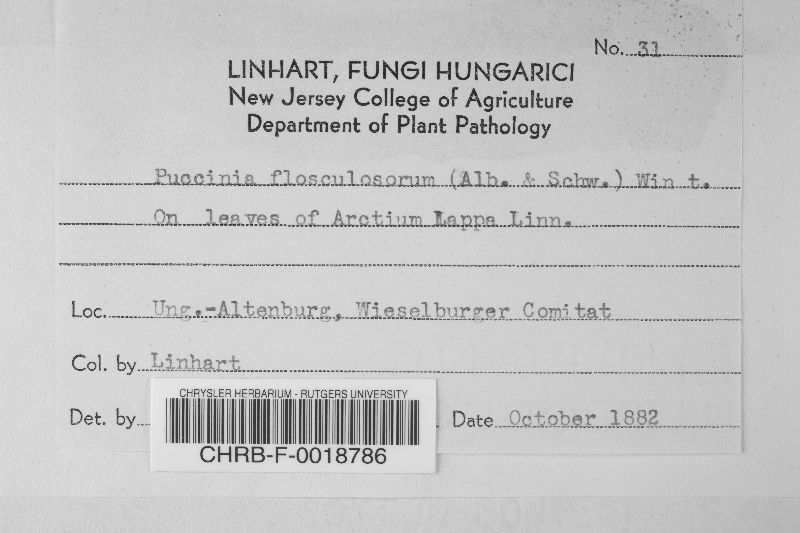 No. 31
LINHART, FUNGI HUNGARICI
New Jersey College of Agriculture
Department of Plant Pathology
Puccinia flosculosorum (Alb. & Schw.) Win t.
On leaves of Arctium Lappa Linn.
Loc. Ung.-Altenburg, Wieselburger Comitat
Col. by Linhart
Det. by
Date October 1882
CHRYSLER HERBARIUM - RUTGERS UNIVERSITY
CHRB-F-0018786